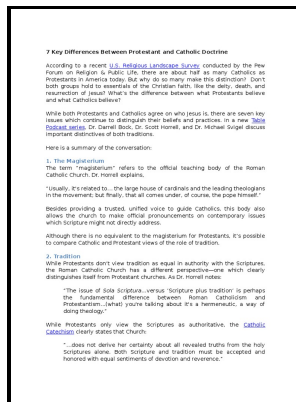 7 Key Differences Between Protestant and Catholic Doctrine
According to a recent U.S. Religious Landscape Survey conducted by the Pew
Forum on Religion & Public Life, there are about half as many Catholics as
Protestants in America today. But why do so many make this distinction? Don't
both groups hold to essentials of the Christian faith, like the deity, death, and
resurrection of Jesus? What's the difference between what Protestants believe
and what Catholics believe?
While both Protestants and Catholics agree on who Jesus is, there are seven key
issues which continue to distinguish their beliefs and practices. In a new Table
Podcast series, Dr. Darrell Bock, Dr. Scott Horrell, and Dr. Michael Svigel discuss
important distinctives of both traditions.
Here is a summary of the conversation:
1. The Magisterium
The term "magisterium" refers to the official teaching body of the Roman
Catholic Church. Dr. Horrell explains.
"Usually, it's related to...the large house of cardinals and the leading theologians
in the movement; but finally, that all comes under, of course, the pope himself."
Besides providing a trusted, unified voice to guide Catholics, this body also
allows the church to make official pronouncements on contemporary issues
which Scripture might not directly address.
Although there is no equivalent to the magisterium for Protestants, it's possible
to compare Catholic and Protestant views of the role of tradition.
2. Tradition
While Protestants don't view tradition as equal in authority with the Scriptures,
the Roman Catholic Church has a different perspective—one which clearly
distinguishes itself from Protestant churches. As Dr. Horrell notes:
"The issue of Sola Scriptura...versus 'Scripture plus tradition' is perhaps
the fundamental difference between Roman Catholicism and
Protestantism...(what) you're talking about it's a hermeneutic, a way of
doing theology."
While Protestants only view the Scriptures as authoritative, the Catholic
Catechism clearly states that Church:
"...does not derive her certainty about all revealed truths from the holy
Scriptures alone. Both Scripture and tradition must be accepted and
honored with equal sentiments of devotion and reverence."